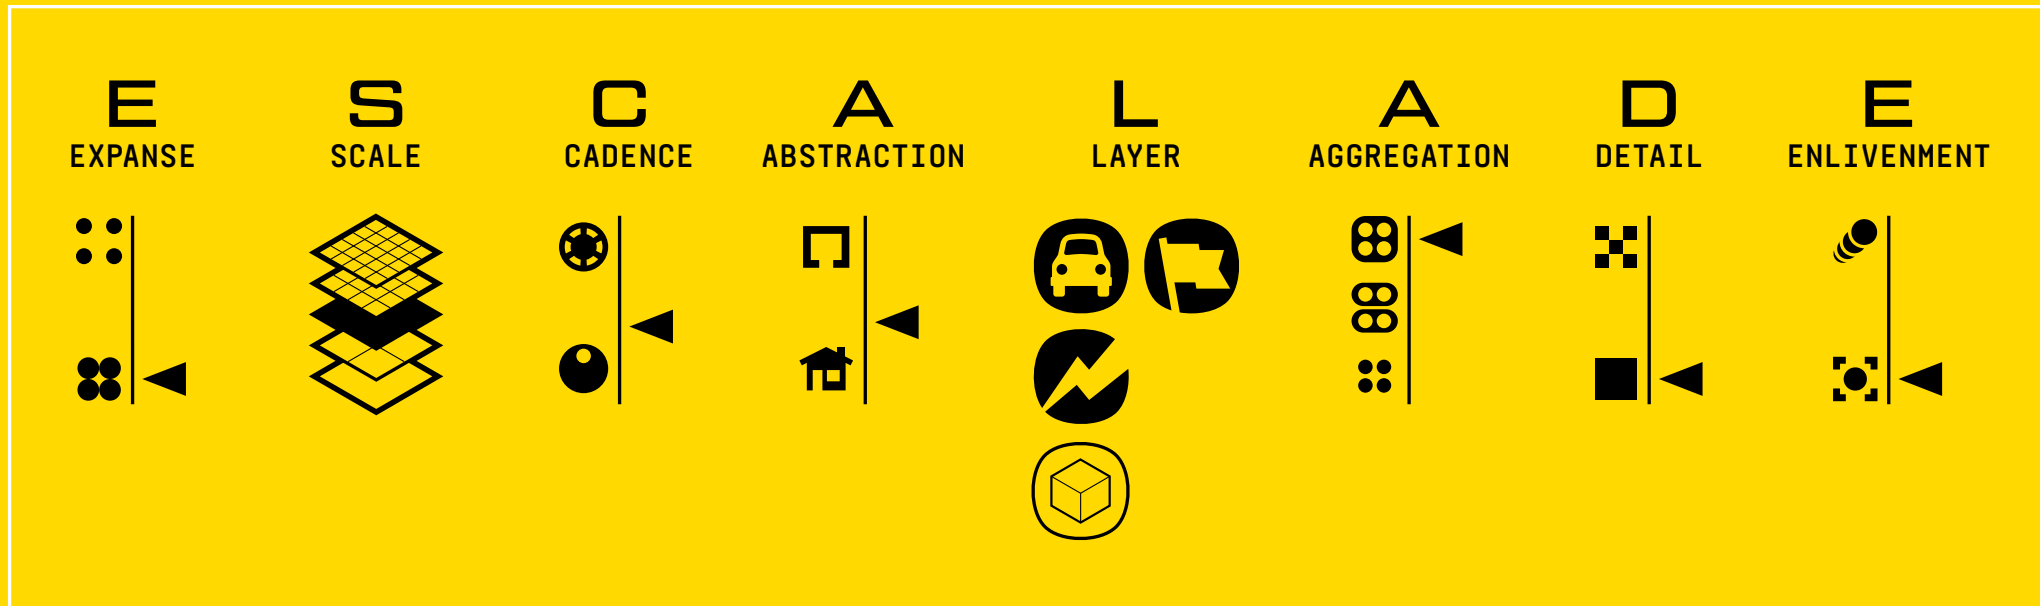 E S C A L A D E
EXPANSE SCALE CADENCE ABSTRACTION LAYER AGGREGATION DETAIL ENLIVENMENT